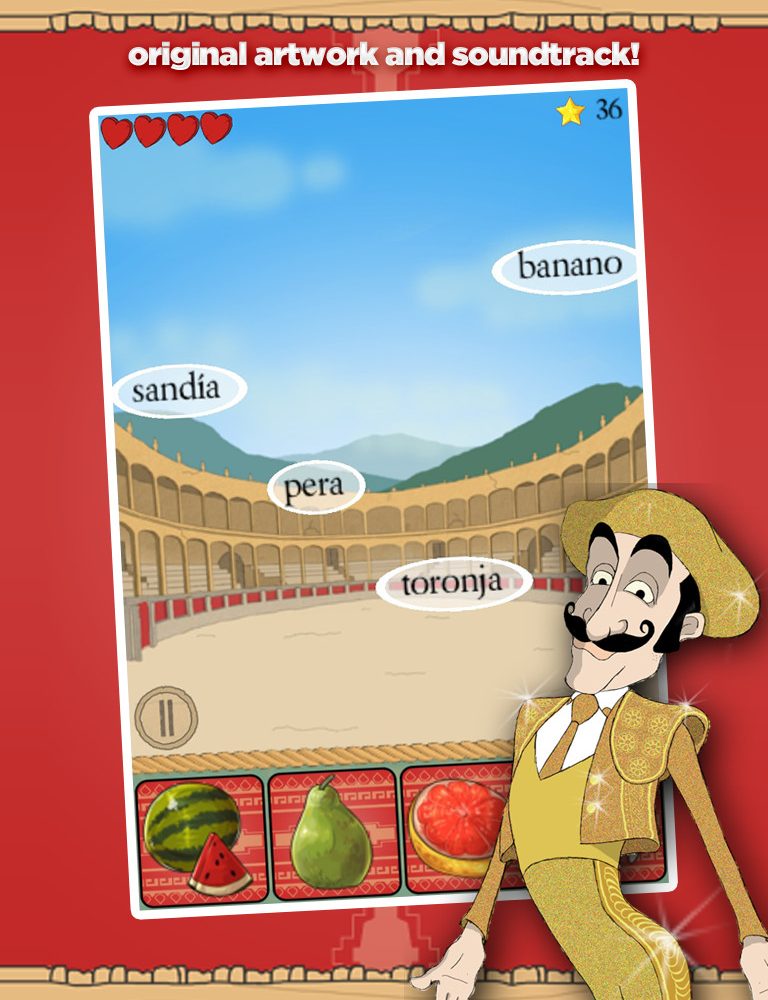 original artwork and soundtrack!
36
banano
sandía
pera
toronja